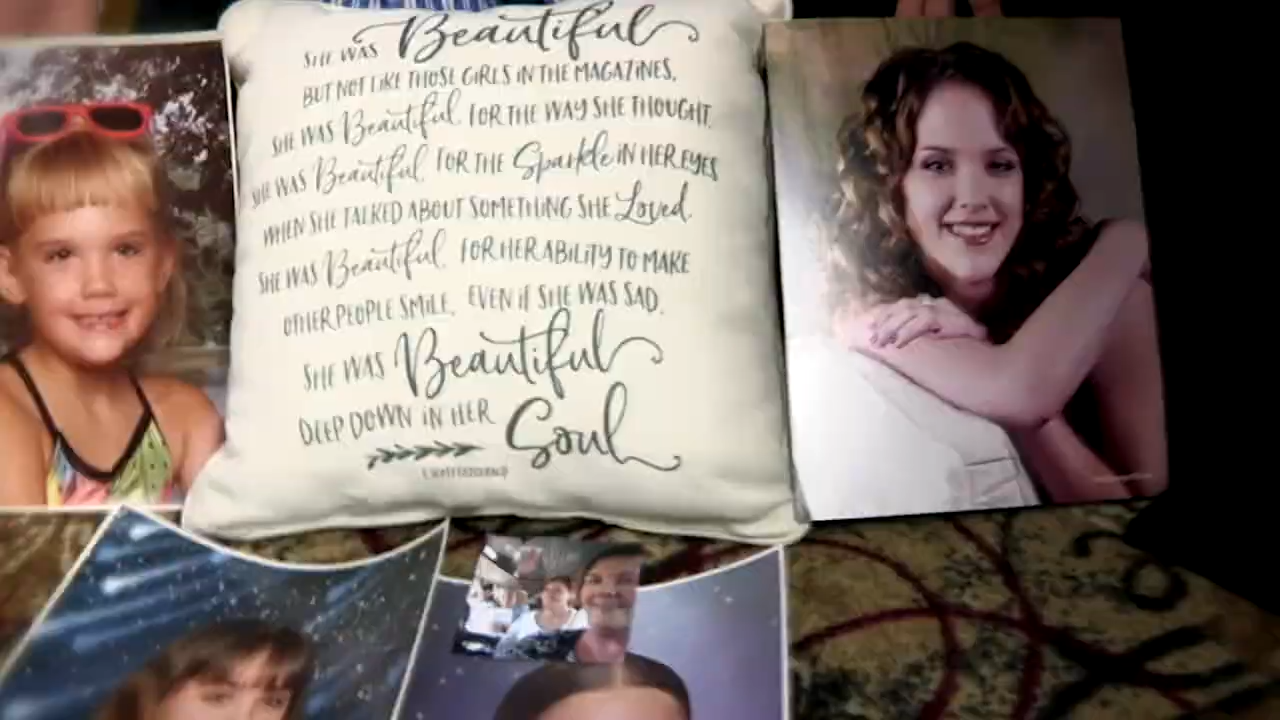 SHE WAS Beautiful
BUT NOT LIKE THOSE GIRLS IN THE MAGAZINES.
SHE WAS Beautiful FOR THE WAY SHE THOUGHT.
SHE WAS Beautiful FOR THE Sparkle IN HER EYES
WHEN SHE TALKED ABOUT SOMETHING SHE Loved.
SHE WAS Beautiful FOR HER ABILITY TO MAKE
OTHER PEOPLE SMILE, EVEN IF SHE WAS SAD.
SHE WAS Beautiful
DEEP DOWN IN HER Soul